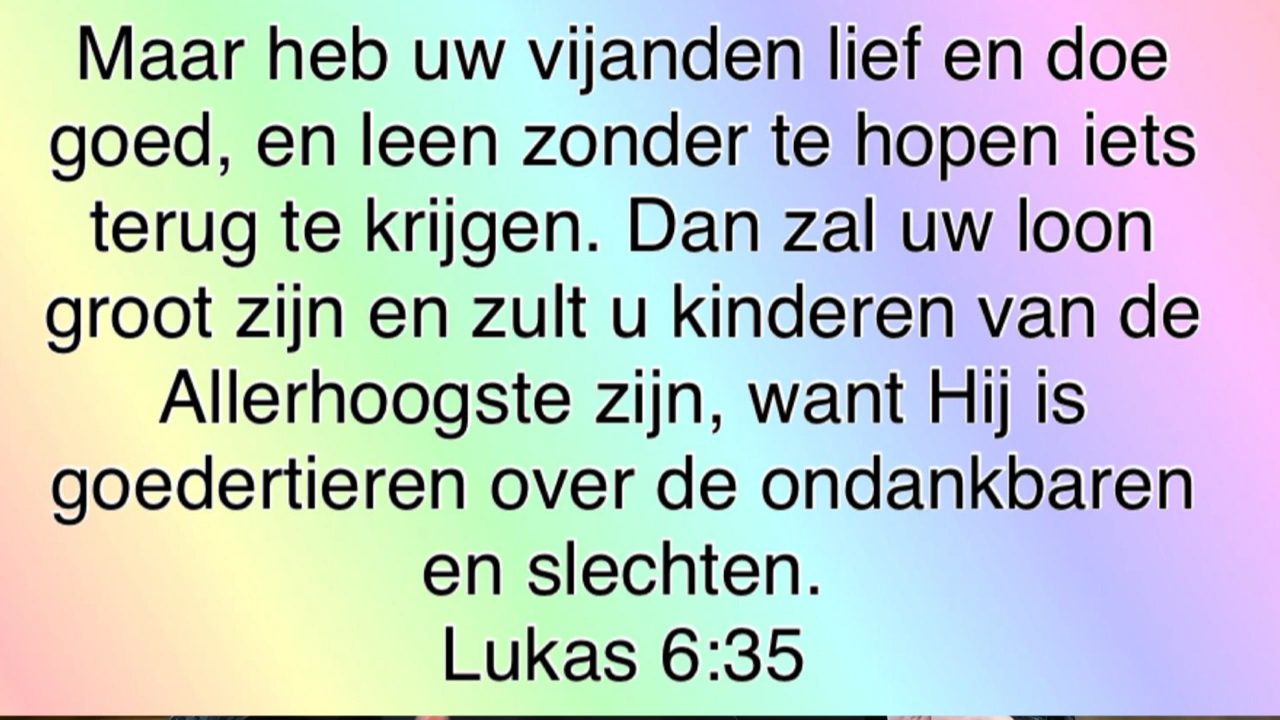 Maar heb uw vijanden lief en doe
goed, en leen zonder te hopen iets
terug te krijgen. Dan zal uw loon
groot zijn en zult u kinderen van de
Allerhoogste zijn, want Hij is
goedertieren over de ondankbaren
en slechten.
Lukas 6:35